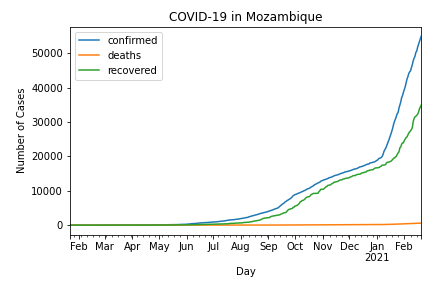 COVID-19 in Mozambique
confirmed
deaths
recovered
Number of Cases
50000
40000
30000
20000
10000
0
Feb Mar Apr May Jun Jul Aug Sep Oct Nov Dec Jan Feb
2021
Day